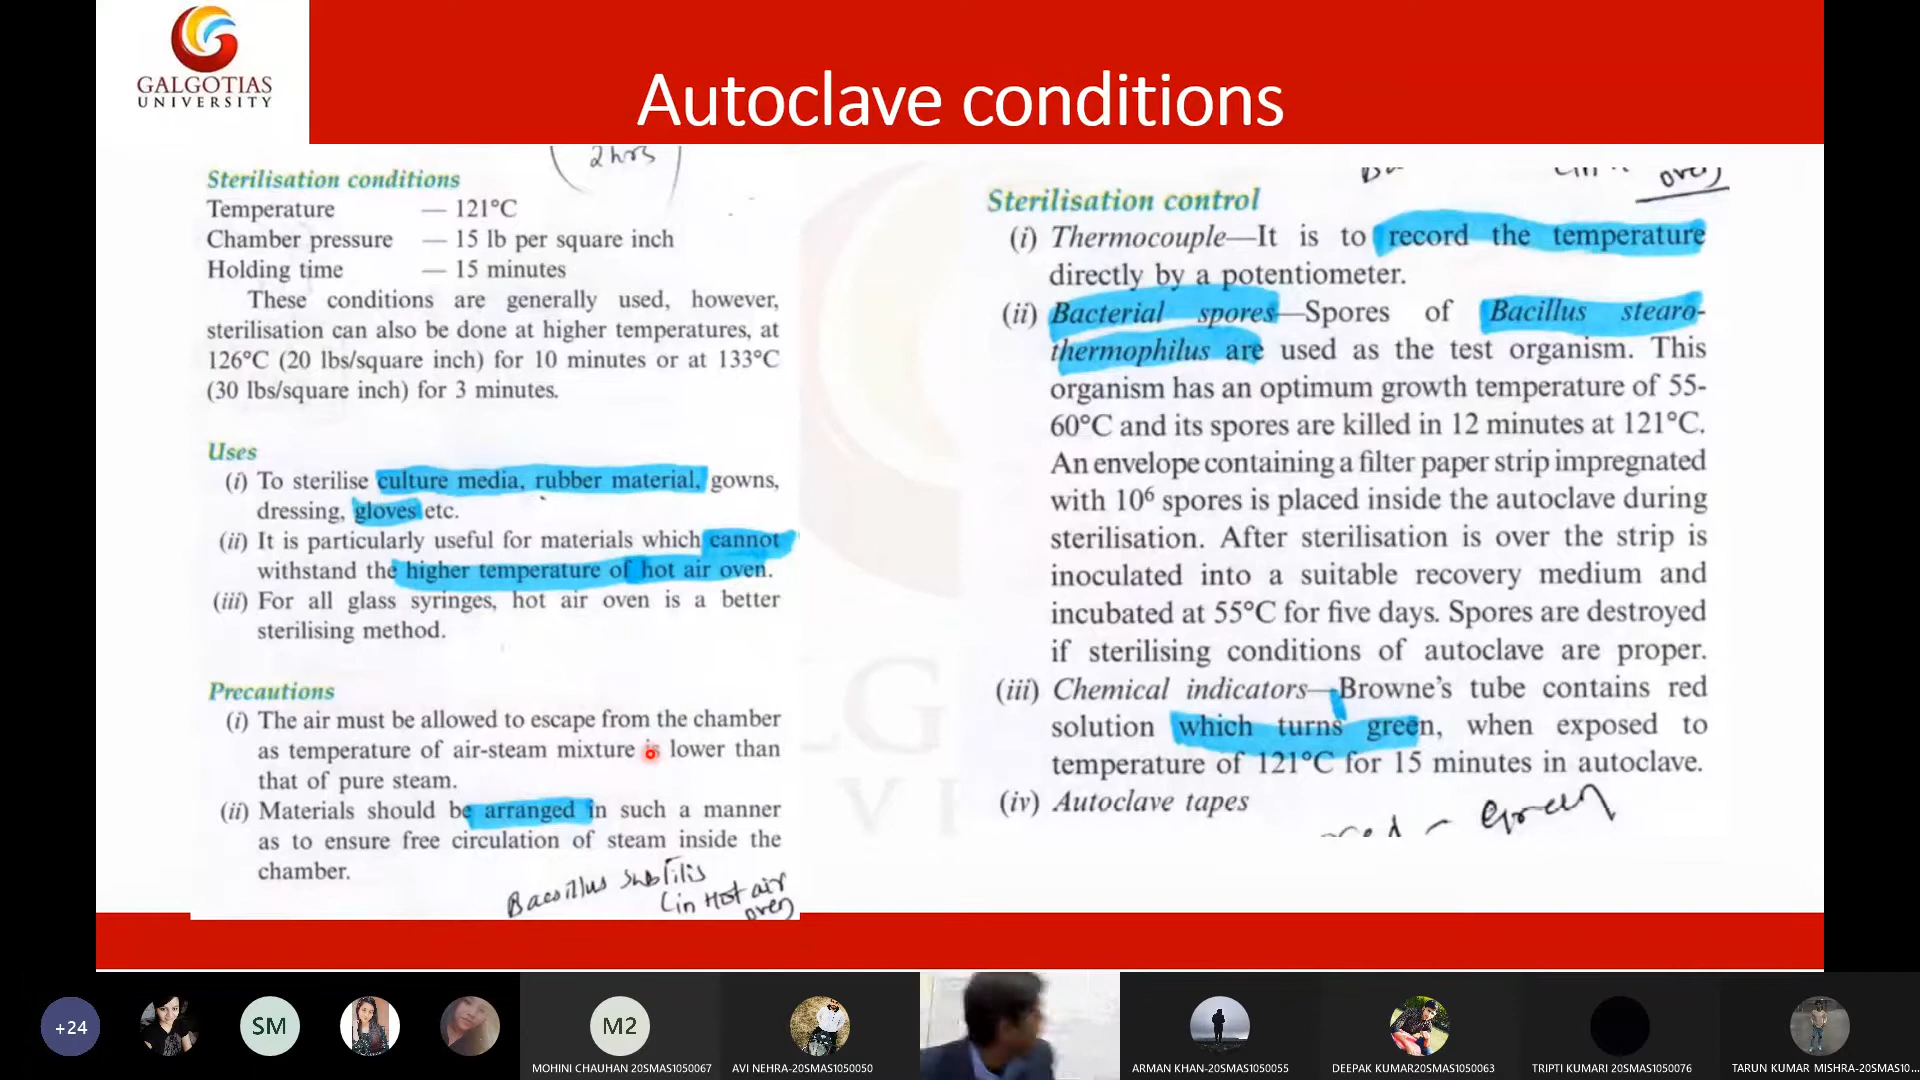 GALGOTIAS
UNIVERSITY
Autoclave conditions
2 hrs
Sterilisation conditions
Temperature — 121°C
Chamber pressure — 15 lb per square inch
Holding time — 15 minutes
These conditions are generally used, however,
sterilisation can also be done at higher temperatures, at
126°C (20 lbs/square inch) for 10 minutes or at 133°C
(30 lbs/square inch) for 3 minutes.
Uses
(i) To sterilise culture media, rubber material, gowns,
dressing, gloves etc.
(ii) It is particularly useful for materials which cannot
withstand the higher temperature of hot air oven.
(iii) For all glass syringes, hot air oven is a better
sterilising method.
Precautions
(i) The air must be allowed to escape from the chamber
as temperature of air-steam mixture is lower than
that of pure steam.
(ii) Materials should be arranged in such a manner
as to ensure free circulation of steam inside the
chamber.
Bacsillus subtilis
(in Hot air
oven
Sterilisation control
(i) Thermocouple—It is to record the temperature
directly by a potentiometer.
(ii) Bacterial spores—Spores of Bacillus stearo-
thermophilus are used as the test organism. This
organism has an optimum growth temperature of 55-
60°C and its spores are killed in 12 minutes at 121°C.
An envelope containing a filter paper strip impregnated
with 10⁶ spores is placed inside the autoclave during
sterilisation. After sterilisation is over the strip is
inoculated into a suitable recovery medium and
incubated at 55°C for five days. Spores are destroyed
if sterilising conditions of autoclave are proper.
(iii) Chemical indicators—Browne's tube contains red
solution which turns green, when exposed to
temperature of 121°C for 15 minutes in autoclave.
(iv) Autoclave tapes
red – Green
+24
SM
M2
MOHINI CHAUHAN 20SMAS1050067
AVI NEHRA-20SMAS1050050
ARMAN KHAN-20SMAS1050055
DEEPAK KUMAR20SMAS1050063
TRIPTI KUMARI 20SMAS1050076
TARUN KUMAR MISHRA-20SMAS10...